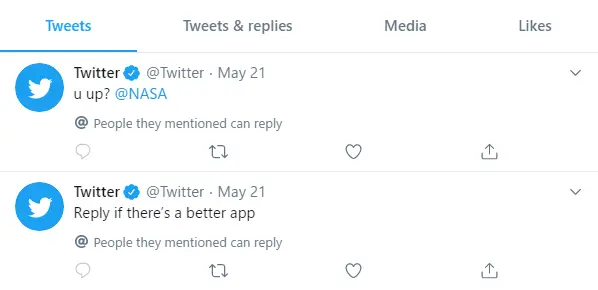 Tweets Tweets & replies Media Likes
Twitter @Twitter · May 21
u up? @NASA
@ People they mentioned can reply
Twitter @Twitter · May 21
Reply if there's a better app
@ People they mentioned can reply